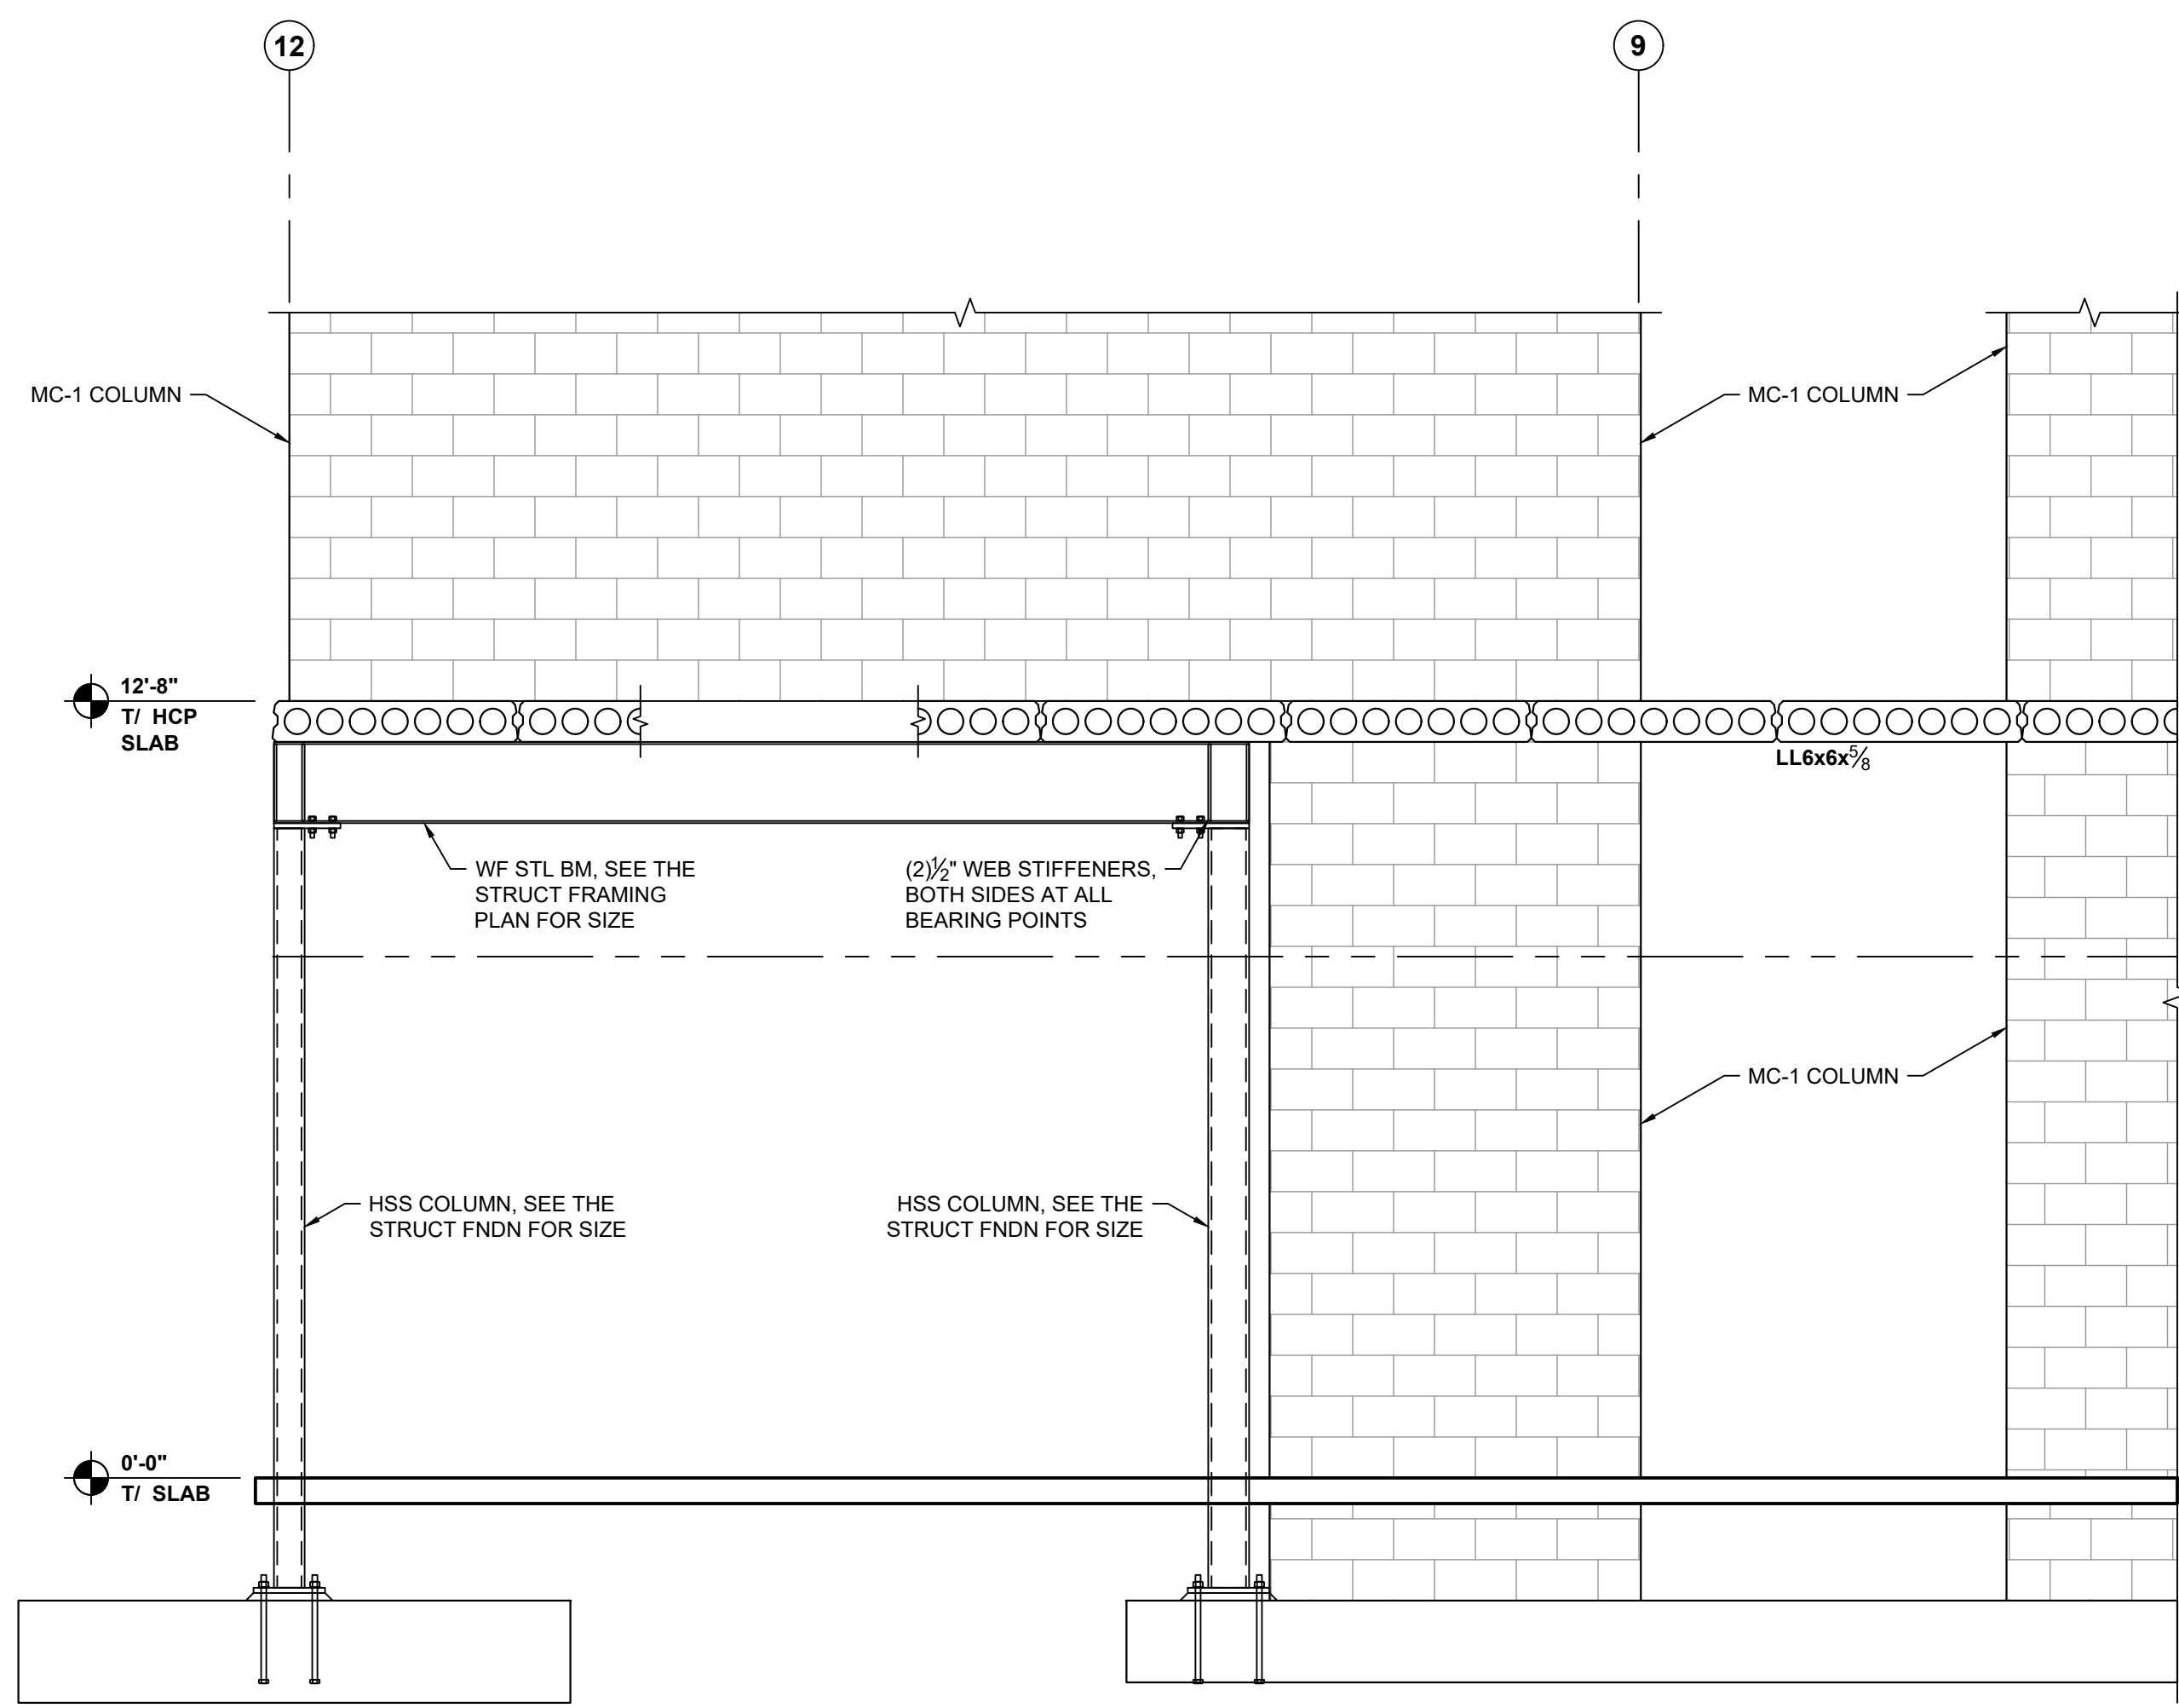 12
9
MC-1 COLUMN
MC-1 COLUMN
12'-8"
T/ HCP
SLAB
LL6x6x⅝
WF STL BM, SEE THE
STRUCT FRAMING
PLAN FOR SIZE
(2)½" WEB STIFFENERS,
BOTH SIDES AT ALL
BEARING POINTS
MC-1 COLUMN
HSS COLUMN, SEE THE
STRUCT FNDN FOR SIZE
HSS COLUMN, SEE THE
STRUCT FNDN FOR SIZE
0'-0"
T/ SLAB